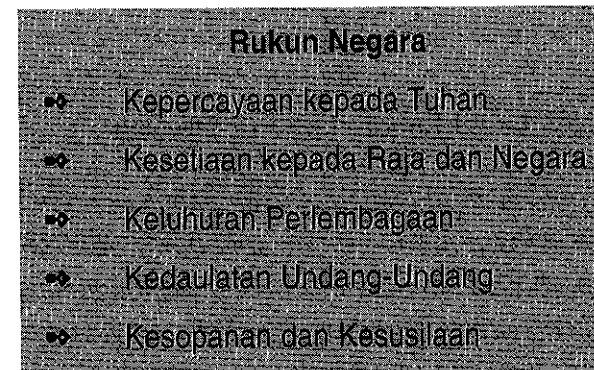 Rukun Negara
Kepercayaan kepada Tuhan
Kesetiaan kepada Raja dan Negara
Keluhuran Perlembagaan
Kedaulatan Undang-Undang
Kesopanan dan Kesusilaan